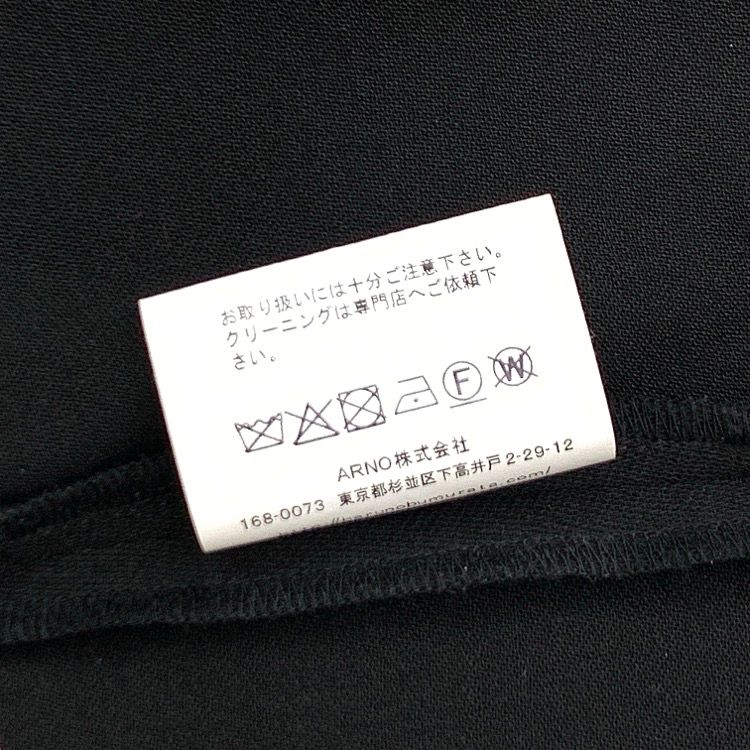 お取り扱いには十分ご注意下さい。
クリーニングは専門店へご依頼下
さい。
F W
ARNO株式会社
168-0073 東京都杉並区下高井戸2-29-12